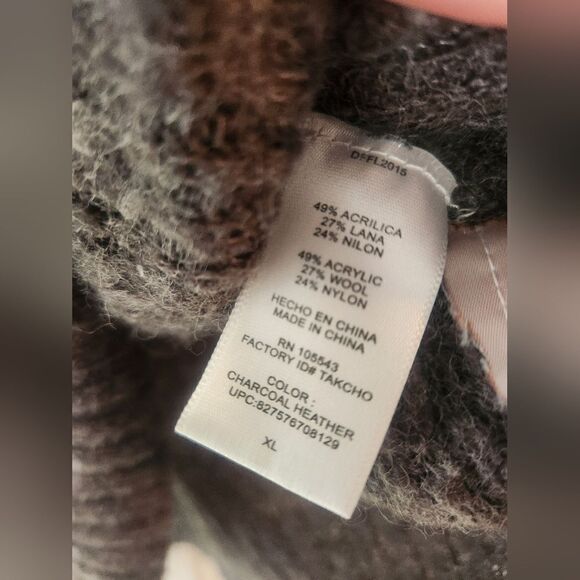 D=FL2015
49% ACRILICA
27% LANA
24% NILON
49% ACRYLIC
27% WOOL
24% NYLON
HECHO EN CHINA
MADE IN CHINA
RN 105543
FACTORY ID# TAKCHO
COLOR :
CHARCOAL HEATHER
UPC:827576708129
XL